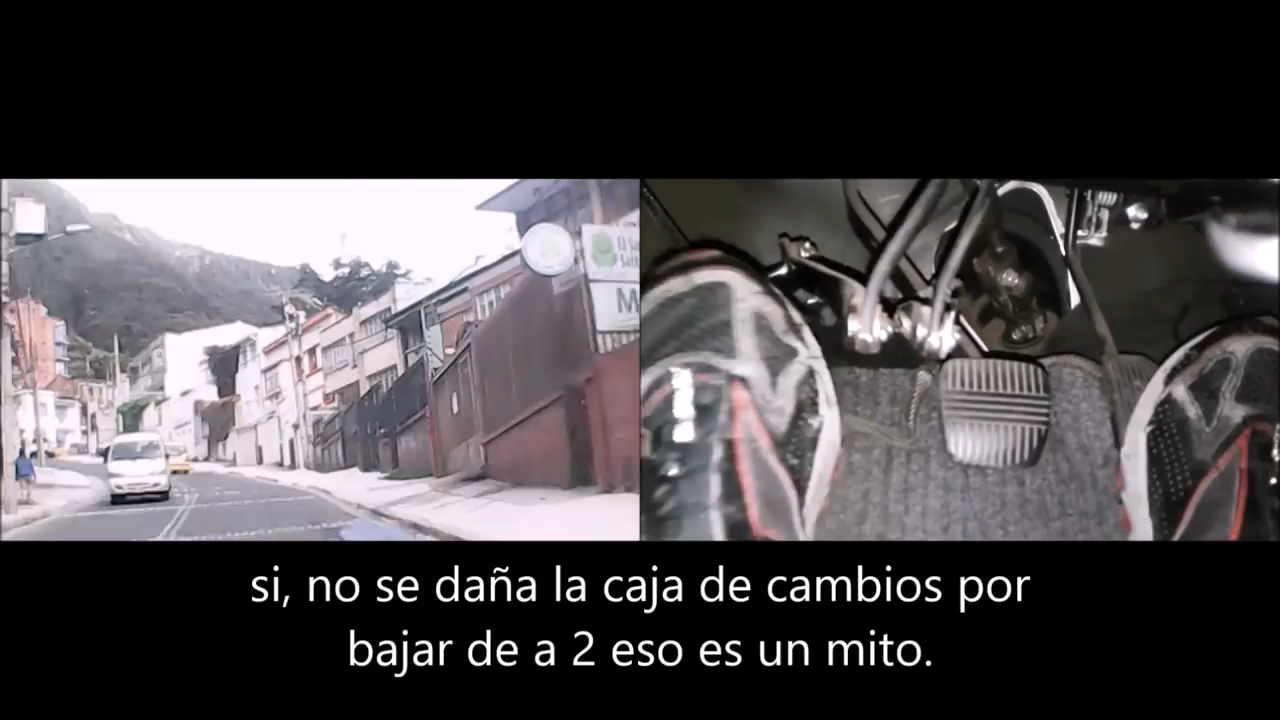 M
si, no se daña la caja de cambios por
bajar de a 2 eso es un mito.